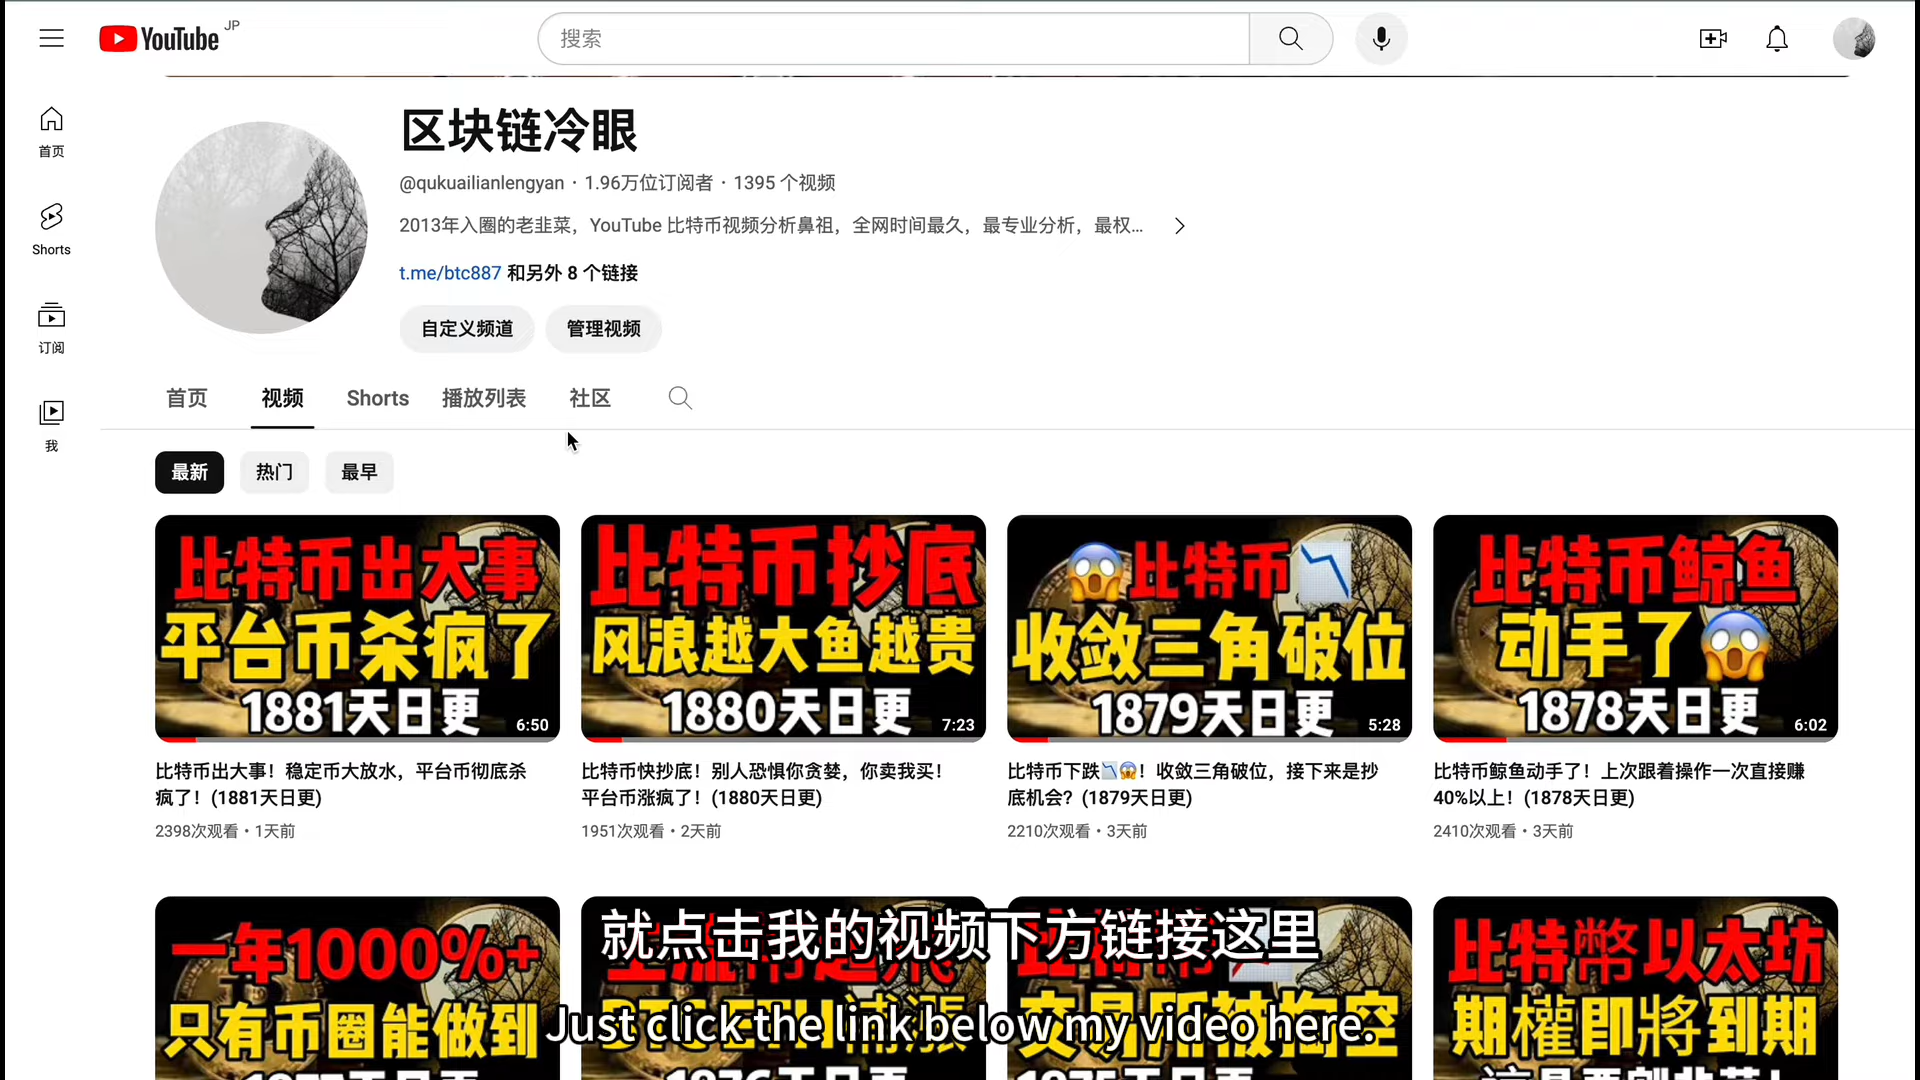 YouTube JP
搜索
首页
Shorts
订阅
我
区块链冷眼
@qukuailianlengyan · 1.96万位订阅者 · 1395 个视频
2013年入圈的老韭菜，YouTube 比特币视频分析鼻祖，全网时间最久，最专业分析，最权...
t.me/btc887 和另外 8 个链接
自定义频道 管理视频
首页 视频 Shorts 播放列表 社区
最新 热门 最早
比特币出大事
平台币杀疯了
1881天日更
6:50
比特币出大事！稳定币大放水，平台币彻底杀
疯了！(1881天日更)
2398次观看 · 1天前
比特币抄底
风浪越大鱼越贵
1880天日更
7:23
比特币快抄底！别人恐惧你贪婪，你卖我买！
平台币涨疯了！(1880天日更)
1951次观看 · 2天前
比特币
收敛三角破位
1879天日更
5:28
比特币下跌📉😱！收敛三角破位，接下来是抄
底机会？(1879天日更)
2210次观看 · 3天前
比特币鲸鱼
动手了
1878天日更
6:02
比特币鲸鱼动手了！上次跟着操作一次直接赚
40%以上！(1878天日更)
2410次观看 · 3天前
一年1000%+
只有币圈能做到
交易所被掏空
比特幣以太坊
期權即將到期
就点击我的视频下方链接这里
Just click the link below my video here.